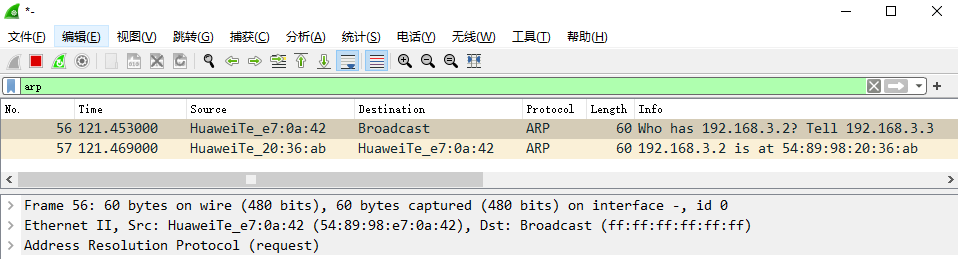 *-
文件(F) 编辑(E) 视图(V) 跳转(G) 捕获(C) 分析(A) 统计(S) 电话(Y) 无线(W) 工具(T) 帮助(H)
arp
No. Time Source Destination Protocol Length Info
56 121.453000 HuaweiTe_e7:0a:42 Broadcast ARP 60 Who has 192.168.3.2? Tell 192.168.3.3
57 121.469000 HuaweiTe_20:36:ab HuaweiTe_e7:0a:42 ARP 60 192.168.3.2 is at 54:89:98:20:36:ab
Frame 56: 60 bytes on wire (480 bits), 60 bytes captured (480 bits) on interface -, id 0
Ethernet II, Src: HuaweiTe_e7:0a:42 (54:89:98:e7:0a:42), Dst: Broadcast (ff:ff:ff:ff:ff:ff)
Address Resolution Protocol (request)